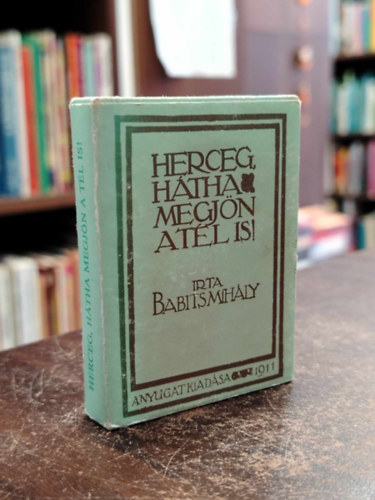 HERCEG, HÁTHA MEGJÖN A TÉL IS!
HERCEG,
HÁTHA
MEGJÖN
A TÉL IS!
IRTA
BABITS MIHÁLY
A NYUGAT KIADÁSA 1911